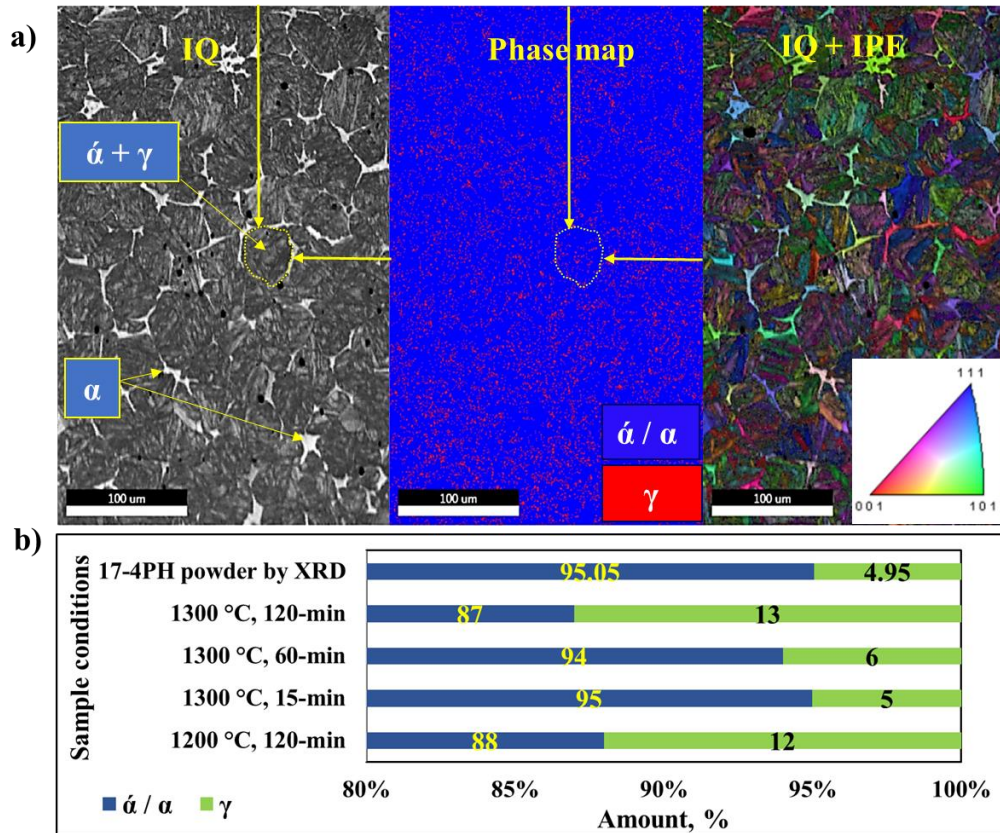 a)
IQ
Phase map
IQ + IPF
ά + γ
α
ά / α
γ
100 um
100 um
100 um
111
001
101
b)
17-4PH powder by XRD
95.05
4.95
1300 °C, 120-min
87
13
1300 °C, 60-min
94
6
1300 °C, 15-min
95
5
1200 °C, 120-min
88
12
Sample conditions
80%
85%
90%
95%
100%
ά / α
γ
Amount, %